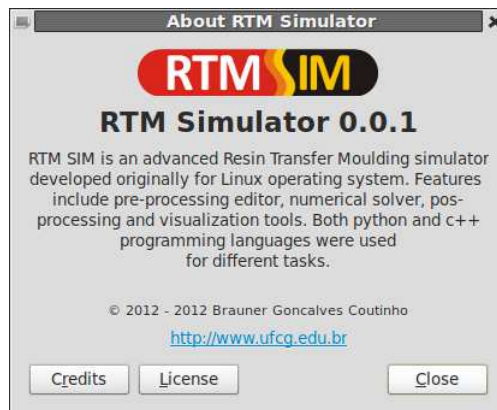 About RTM Simulator
RTM SIM
RTM Simulator 0.0.1
RTM SIM is an advanced Resin Transfer Moulding simulator
developed originally for Linux operating system. Features
include pre-processing editor, numerical solver, pos-
processing and visualization tools. Both python and c++
programming languages were used
for different tasks.
© 2012 - 2012 Brauner Goncalves Coutinho
http://www.ufcg.edu.br
Credits
License
Close